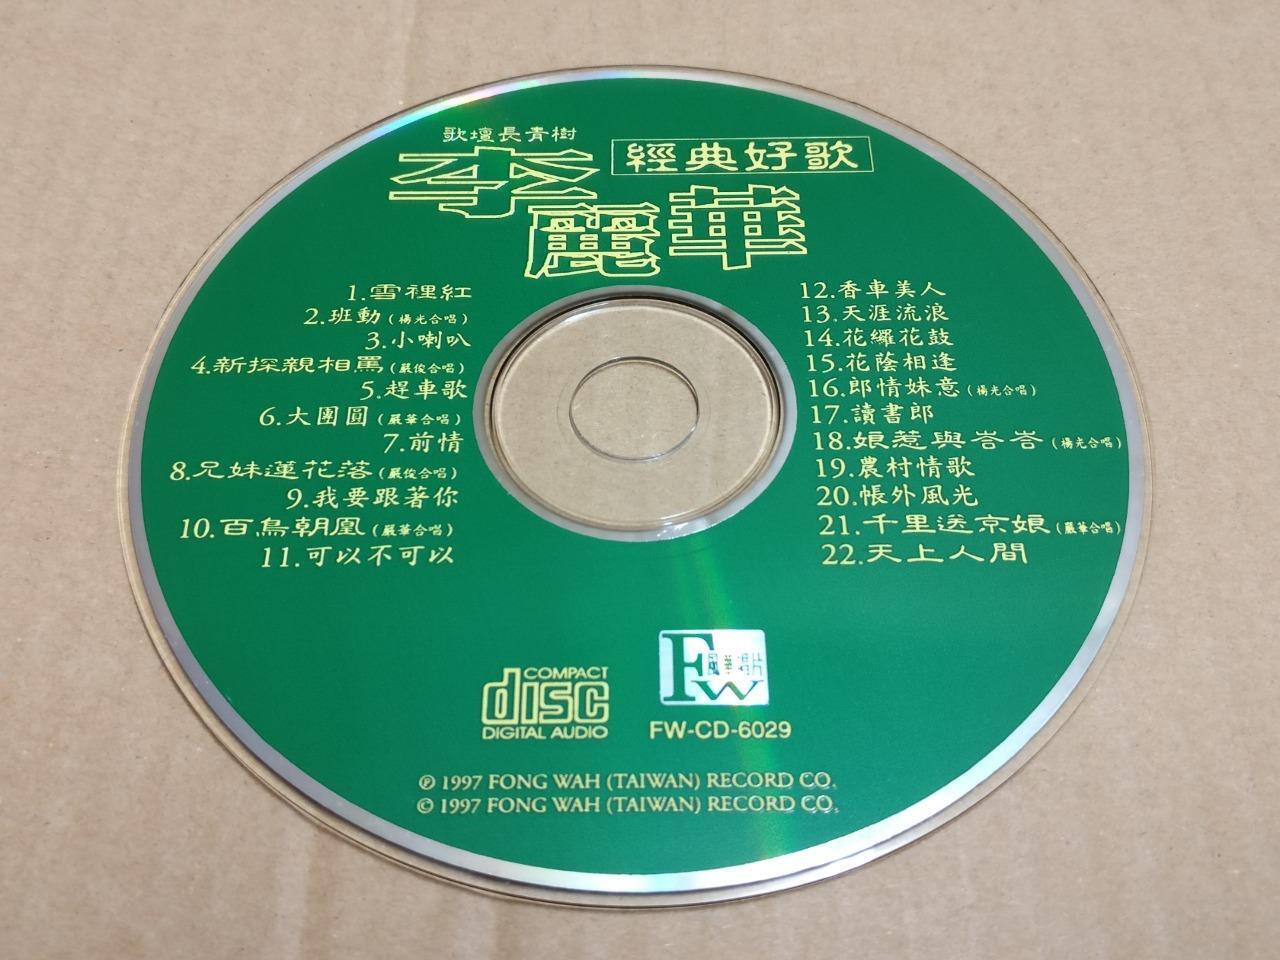 歌壇長青樹
李麗華
經典好歌
1.雪裡紅
2.班動(楊光合唱)
3.小喇叭
4.新探親相罵(嚴俊合唱)
5.趕車歌
6.大團圓(嚴華合唱)
7.前情
8.兄妹蓮花落(嚴俊合唱)
9.我要跟著你
10.百鳥朝凰(嚴華合唱)
11.可以不可以
12.香車美人
13.天涯流浪
14.花纙花鼓
15.花蔭相逢
16.郎情妹意(楊光合唱)
17.讀書郎
18.娘惹與峇峇(楊光合唱)
19.農村情歌
20.帳外風光
21.千里送京娘(嚴華合唱)
22.天上人間
COMPACT
disc
DIGITAL AUDIO
FW
風華唱片
FW-CD-6029
℗ 1997 FONG WAH (TAIWAN) RECORD CO.
© 1997 FONG WAH (TAIWAN) RECORD CO.